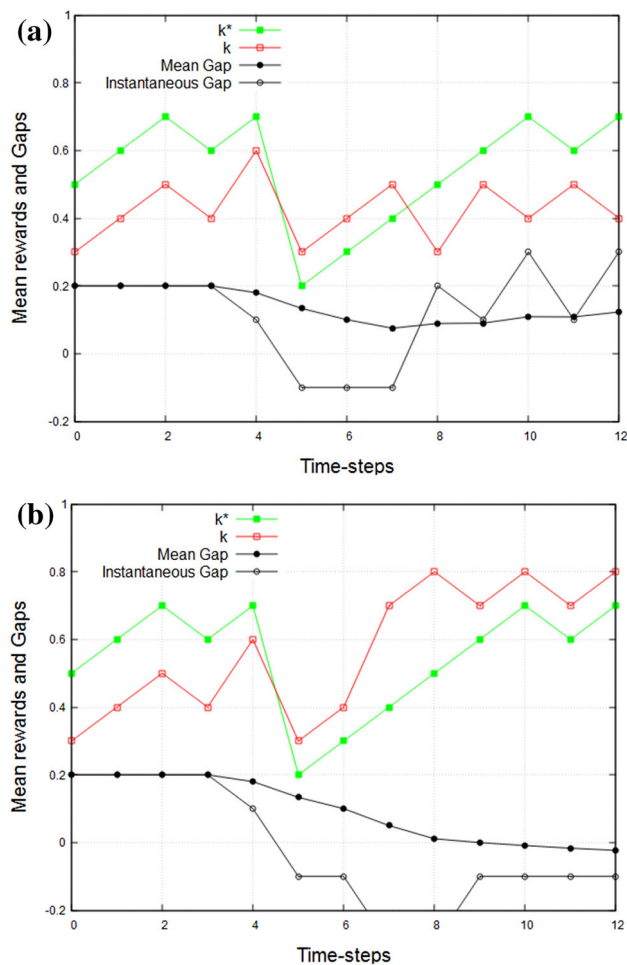 (a)
k*
k
Mean Gap
Instantaneous Gap
Mean rewards and Gaps
1
0.8
0.6
0.4
0.2
0
-0.2
0 2 4 6 8 10 12
Time-steps
(b)
k*
k
Mean Gap
Instantaneous Gap
Mean rewards and Gaps
1
0.8
0.6
0.4
0.2
0
-0.2
0 2 4 6 8 10 12
Time-steps